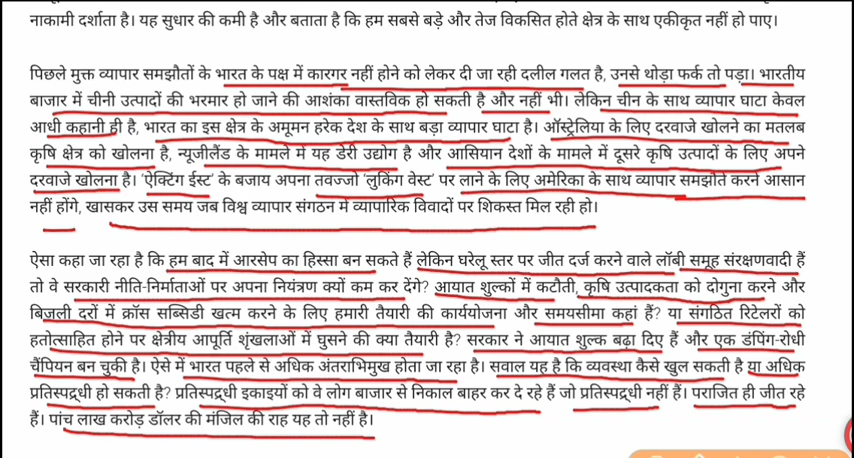 नाकामी दर्शाता है। यह सुधार की कमी है और बताता है कि हम सबसे बड़े और तेज विकसित होते क्षेत्र के साथ एकीकृत नहीं हो पाए।
पिछले मुक्त व्यापार समझौतों के भारत के पक्ष में कारगर नहीं होने को लेकर दी जा रही दलील गलत है, उनसे थोड़ा फर्क तो पड़ा। भारतीय
बाजार में चीनी उत्पादों की भरमार हो जाने की आशंका वास्तविक हो सकती है और नहीं भी। लेकिन चीन के साथ व्यापार घाटा केवल
आधी कहानी ही है, भारत का इस क्षेत्र के अमूमन हरेक देश के साथ बड़ा व्यापार घाटा है। ऑस्ट्रेलिया के लिए दरवाजे खोलने का मतलब
कृषि क्षेत्र को खोलना है, न्यूजीलैंड के मामले में यह डेरी उद्योग है और आसियान देशों के मामले में दूसरे कृषि उत्पादों के लिए अपने
दरवाजे खोलना है। 'ऐक्टिंग ईस्ट' के बजाय अपना तवज्जो 'लुकिंग वेस्ट' पर लाने के लिए अमेरिका के साथ व्यापार समझौते करने आसान
नहीं होंगे, खासकर उस समय जब विश्व व्यापार संगठन में व्यापारिक विवादों पर शिकस्त मिल रही हो।
ऐसा कहा जा रहा है कि हम बाद में आरसेप का हिस्सा बन सकते हैं लेकिन घरेलू स्तर पर जीत दर्ज करने वाले लॉबी समूह संरक्षणवादी हैं
तो वे सरकारी नीति-निर्माताओं पर अपना नियंत्रण क्यों कम कर देंगे? आयात शुल्कों में कटौती, कृषि उत्पादकता को दोगुना करने और
बिजली दरों में क्रॉस सब्सिडी खत्म करने के लिए हमारी तैयारी की कार्ययोजना और समयसीमा कहां हैं? या संगठित रिटेलरों को
हतोत्साहित होने पर क्षेत्रीय आपूर्ति शृंखलाओं में घुसने की क्या तैयारी है? सरकार ने आयात शुल्क बढ़ा दिए हैं और एक डंपिंग-रोधी
चैंपियन बन चुकी है। ऐसे में भारत पहले से अधिक अंतराभिमुख होता जा रहा है। सवाल यह है कि व्यवस्था कैसे खुल सकती है या अधिक
प्रतिस्पद्र्धी हो सकती है? प्रतिस्पद्र्धी इकाइयों को वे लोग बाजार से निकाल बाहर कर दे रहे हैं जो प्रतिस्पद्र्धी नहीं हैं। पराजित ही जीत रहे
हैं। पांच लाख करोड़ डॉलर की मंजिल की राह यह तो नहीं है।